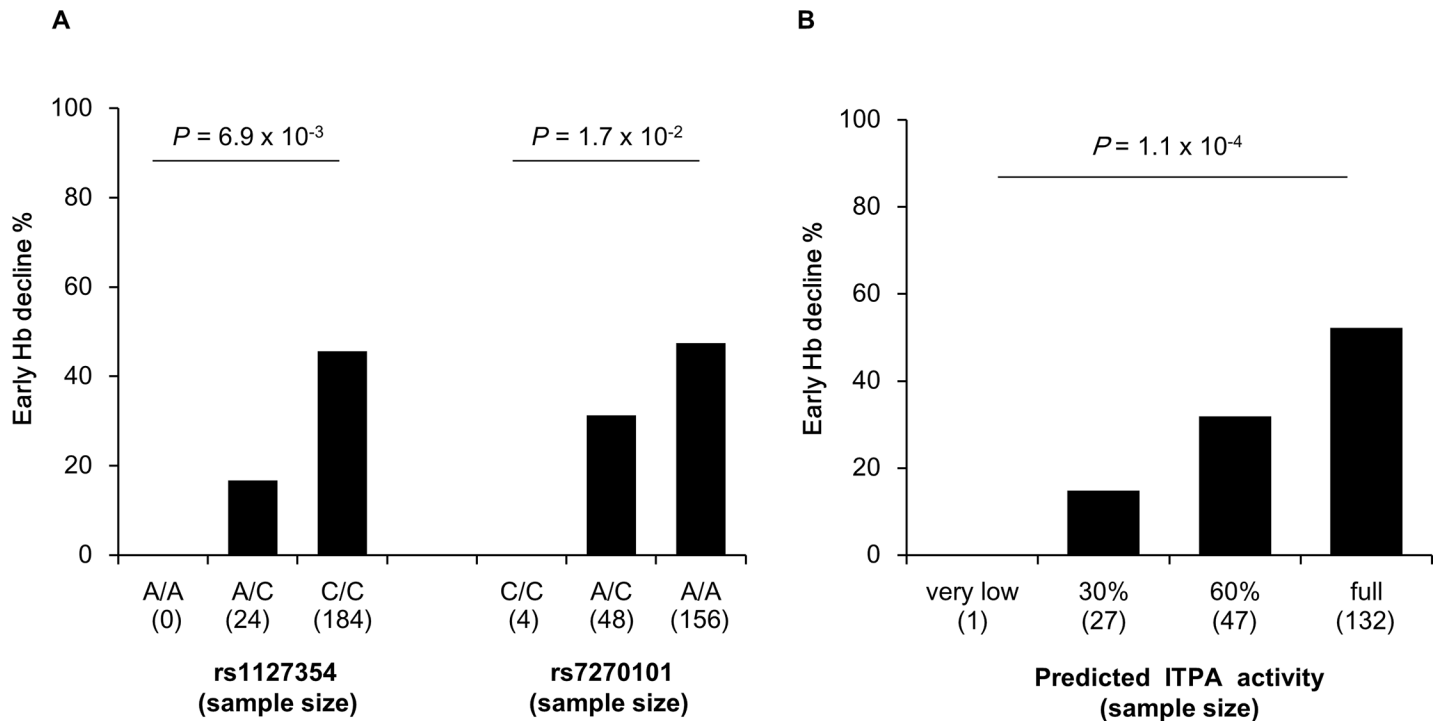 A
Early Hb decline %
100
80
60
40
20
0
P = 6.9 x 10-3
P = 1.7 x 10-2
A/A A/C C/C C/C A/C A/A
(0) (24) (184) (4) (48) (156)
rs1127354 rs7270101
(sample size) (sample size)
B
Early Hb decline %
100
80
60
40
20
0
P = 1.1 x 10-4
very low 30% 60% full
(1) (27) (47) (132)
Predicted ITPA activity
(sample size)